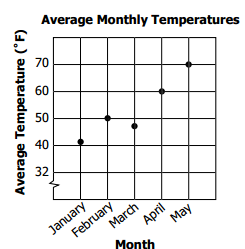 Average Monthly Temperatures
Average Temperature (°F)
70
60
50
40
32
January
February
March
April
May
Month